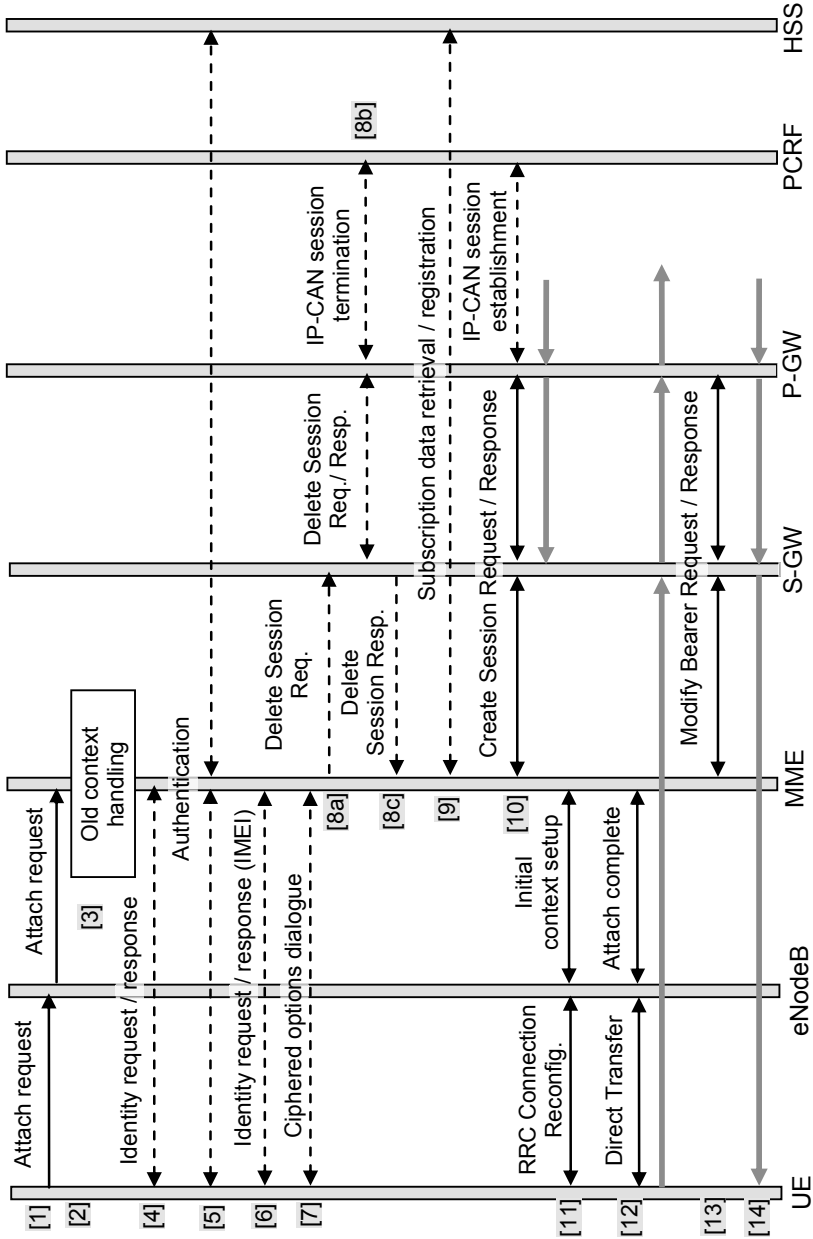 UE
eNodeB
MME
S-GW
P-GW
PCRF
HSS
[1]
Attach request
Attach request
[2]
[3]
Old context
handling
[4]
Identity request / response
[5]
Authentication
[6]
Identity request / response (IMEI)
[7]
Ciphered options dialogue
[8a]
Delete Session
Req.
Delete Session
Req./ Resp.
IP-CAN session
termination
[8b]
[8c]
Delete
Session Resp.
[9]
Subscription data retrieval / registration
[10]
Create Session Request / Response
IP-CAN session
establishment
[11]
RRC Connection
Reconfig.
Initial
context setup
[12]
Direct Transfer
Attach complete
[13]
Modify Bearer Request / Response
[14]